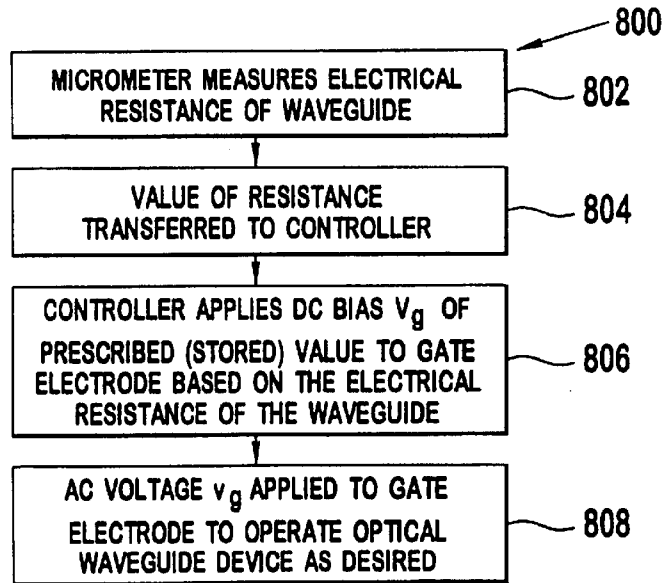 800
MICROMETER MEASURES ELECTRICAL
RESISTANCE OF WAVEGUIDE
802
VALUE OF RESISTANCE
TRANSFERRED TO CONTROLLER
804
CONTROLLER APPLIES DC BIAS Vg OF
PRESCRIBED (STORED) VALUE TO GATE
ELECTRODE BASED ON THE ELECTRICAL
RESISTANCE OF THE WAVEGUIDE
806
AC VOLTAGE vg APPLIED TO GATE
ELECTRODE TO OPERATE OPTICAL
WAVEGUIDE DEVICE AS DESIRED
808